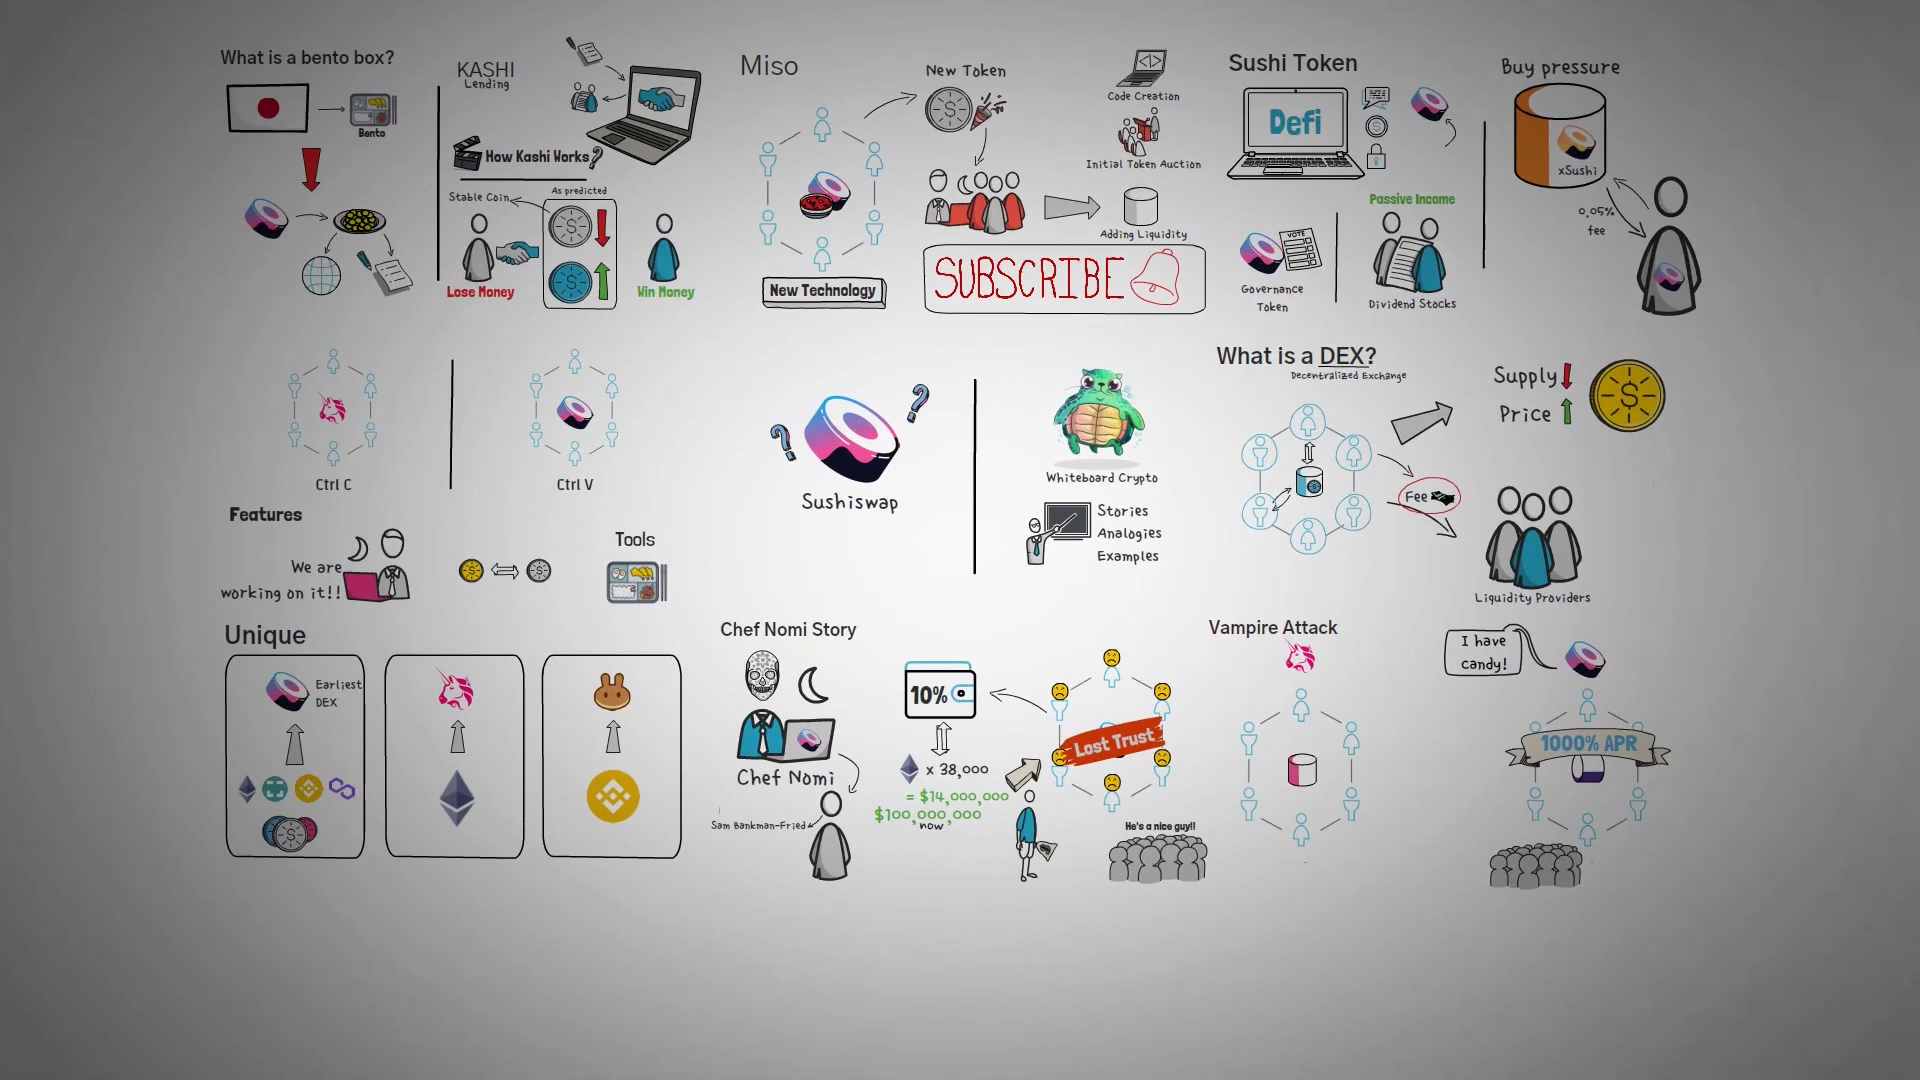 What is a bento box?
Bento
KASHI
Lending
How Kashi Works?
Stable Coin
As predicted
Lose Money
Win Money
Miso
New Technology
New Token
Code Creation
Initial Token Auction
Adding Liquidity
SUBSCRIBE
Sushi Token
Defi
Governance
Token
Passive Income
Dividend Stocks
Buy pressure
xSushi
0.05%
fee
Ctrl C
Ctrl V
Features
We are
working on it!!
Tools
? ?
Sushiswap
Whiteboard Crypto
Stories
Analogies
Examples
What is a DEX?
Decentralized Exchange
Supply
Price
Fee
Liquidity Providers
Unique
Earliest
DEX
Chef Nomi Story
Chef Nomi
Sam Bankman-Fried
10%
x 38,000
= $14,000,000
$100,000,000
now
Lost Trust
He's a nice guy!!
Vampire Attack
I have
candy!
1000% APR
VOTE